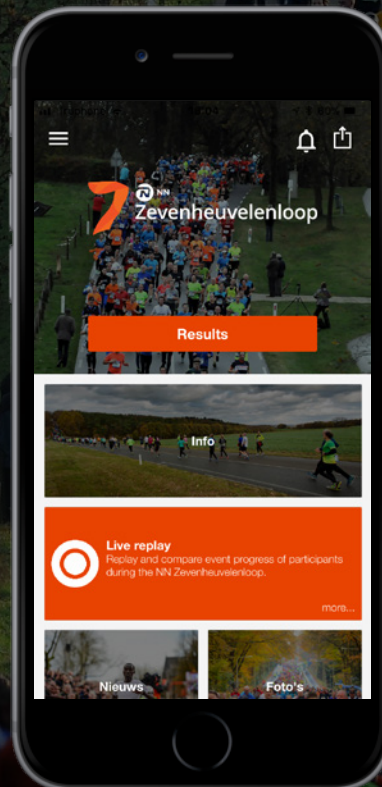 NN
Zevenheuvelenloop
Results
Info
Live replay
Replay and compare event progress of participants
during the NN Zevenheuvelenloop.
more...
Nieuws
Foto's